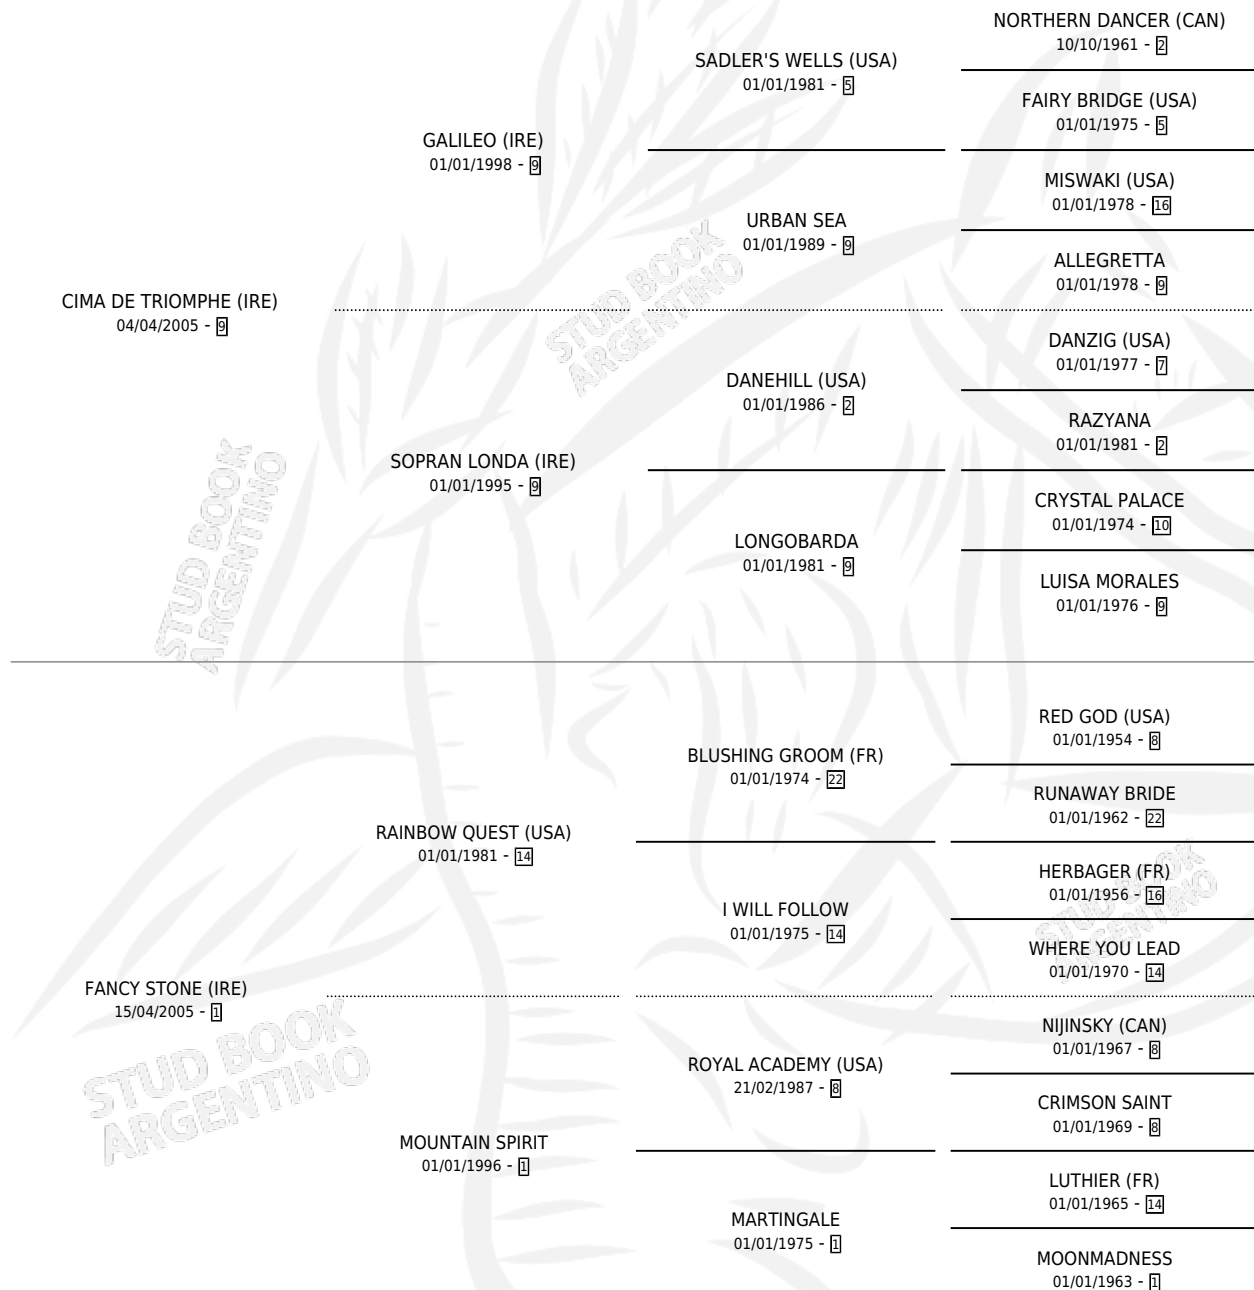 NORTHERN DANCER (CAN)
10/10/1961 - 2
SADLER'S WELLS (USA)
01/01/1981 - 5
FAIRY BRIDGE (USA)
01/01/1975 - 5
GALILEO (IRE)
01/01/1998 - 9
MISWAKI (USA)
01/01/1978 - 16
URBAN SEA
01/01/1989 - 9
ALLEGRETTA
01/01/1978 - 9
CIMA DE TRIOMPHE (IRE)
04/04/2005 - 9
DANZIG (USA)
01/01/1977 - 7
DANEHILL (USA)
01/01/1986 - 2
RAZYANA
01/01/1981 - 2
SOPRAN LONDA (IRE)
01/01/1995 - 9
CRYSTAL PALACE
01/01/1974 - 10
LONGOBARDA
01/01/1981 - 9
LUISA MORALES
01/01/1976 - 9
RED GOD (USA)
01/01/1954 - 8
BLUSHING GROOM (FR)
01/01/1974 - 22
RUNAWAY BRIDE
01/01/1962 - 22
RAINBOW QUEST (USA)
01/01/1981 - 14
HERBAGER (FR)
01/01/1956 - 16
I WILL FOLLOW
01/01/1975 - 14
WHERE YOU LEAD
01/01/1970 - 14
FANCY STONE (IRE)
15/04/2005 - 1
NIJINSKY (CAN)
01/01/1967 - 8
ROYAL ACADEMY (USA)
21/02/1987 - 8
CRIMSON SAINT
01/01/1969 - 8
MOUNTAIN SPIRIT
01/01/1996 - 1
LUTHIER (FR)
01/01/1965 - 14
MARTINGALE
01/01/1975 - 1
MOONMADNESS
01/01/1963 - 1
STUD BOOK
ARGENTINO
STUD BOOK
ARGENTINO
STUD BOOK
ARGENTINO
STUD BOOK
ARGENTINO